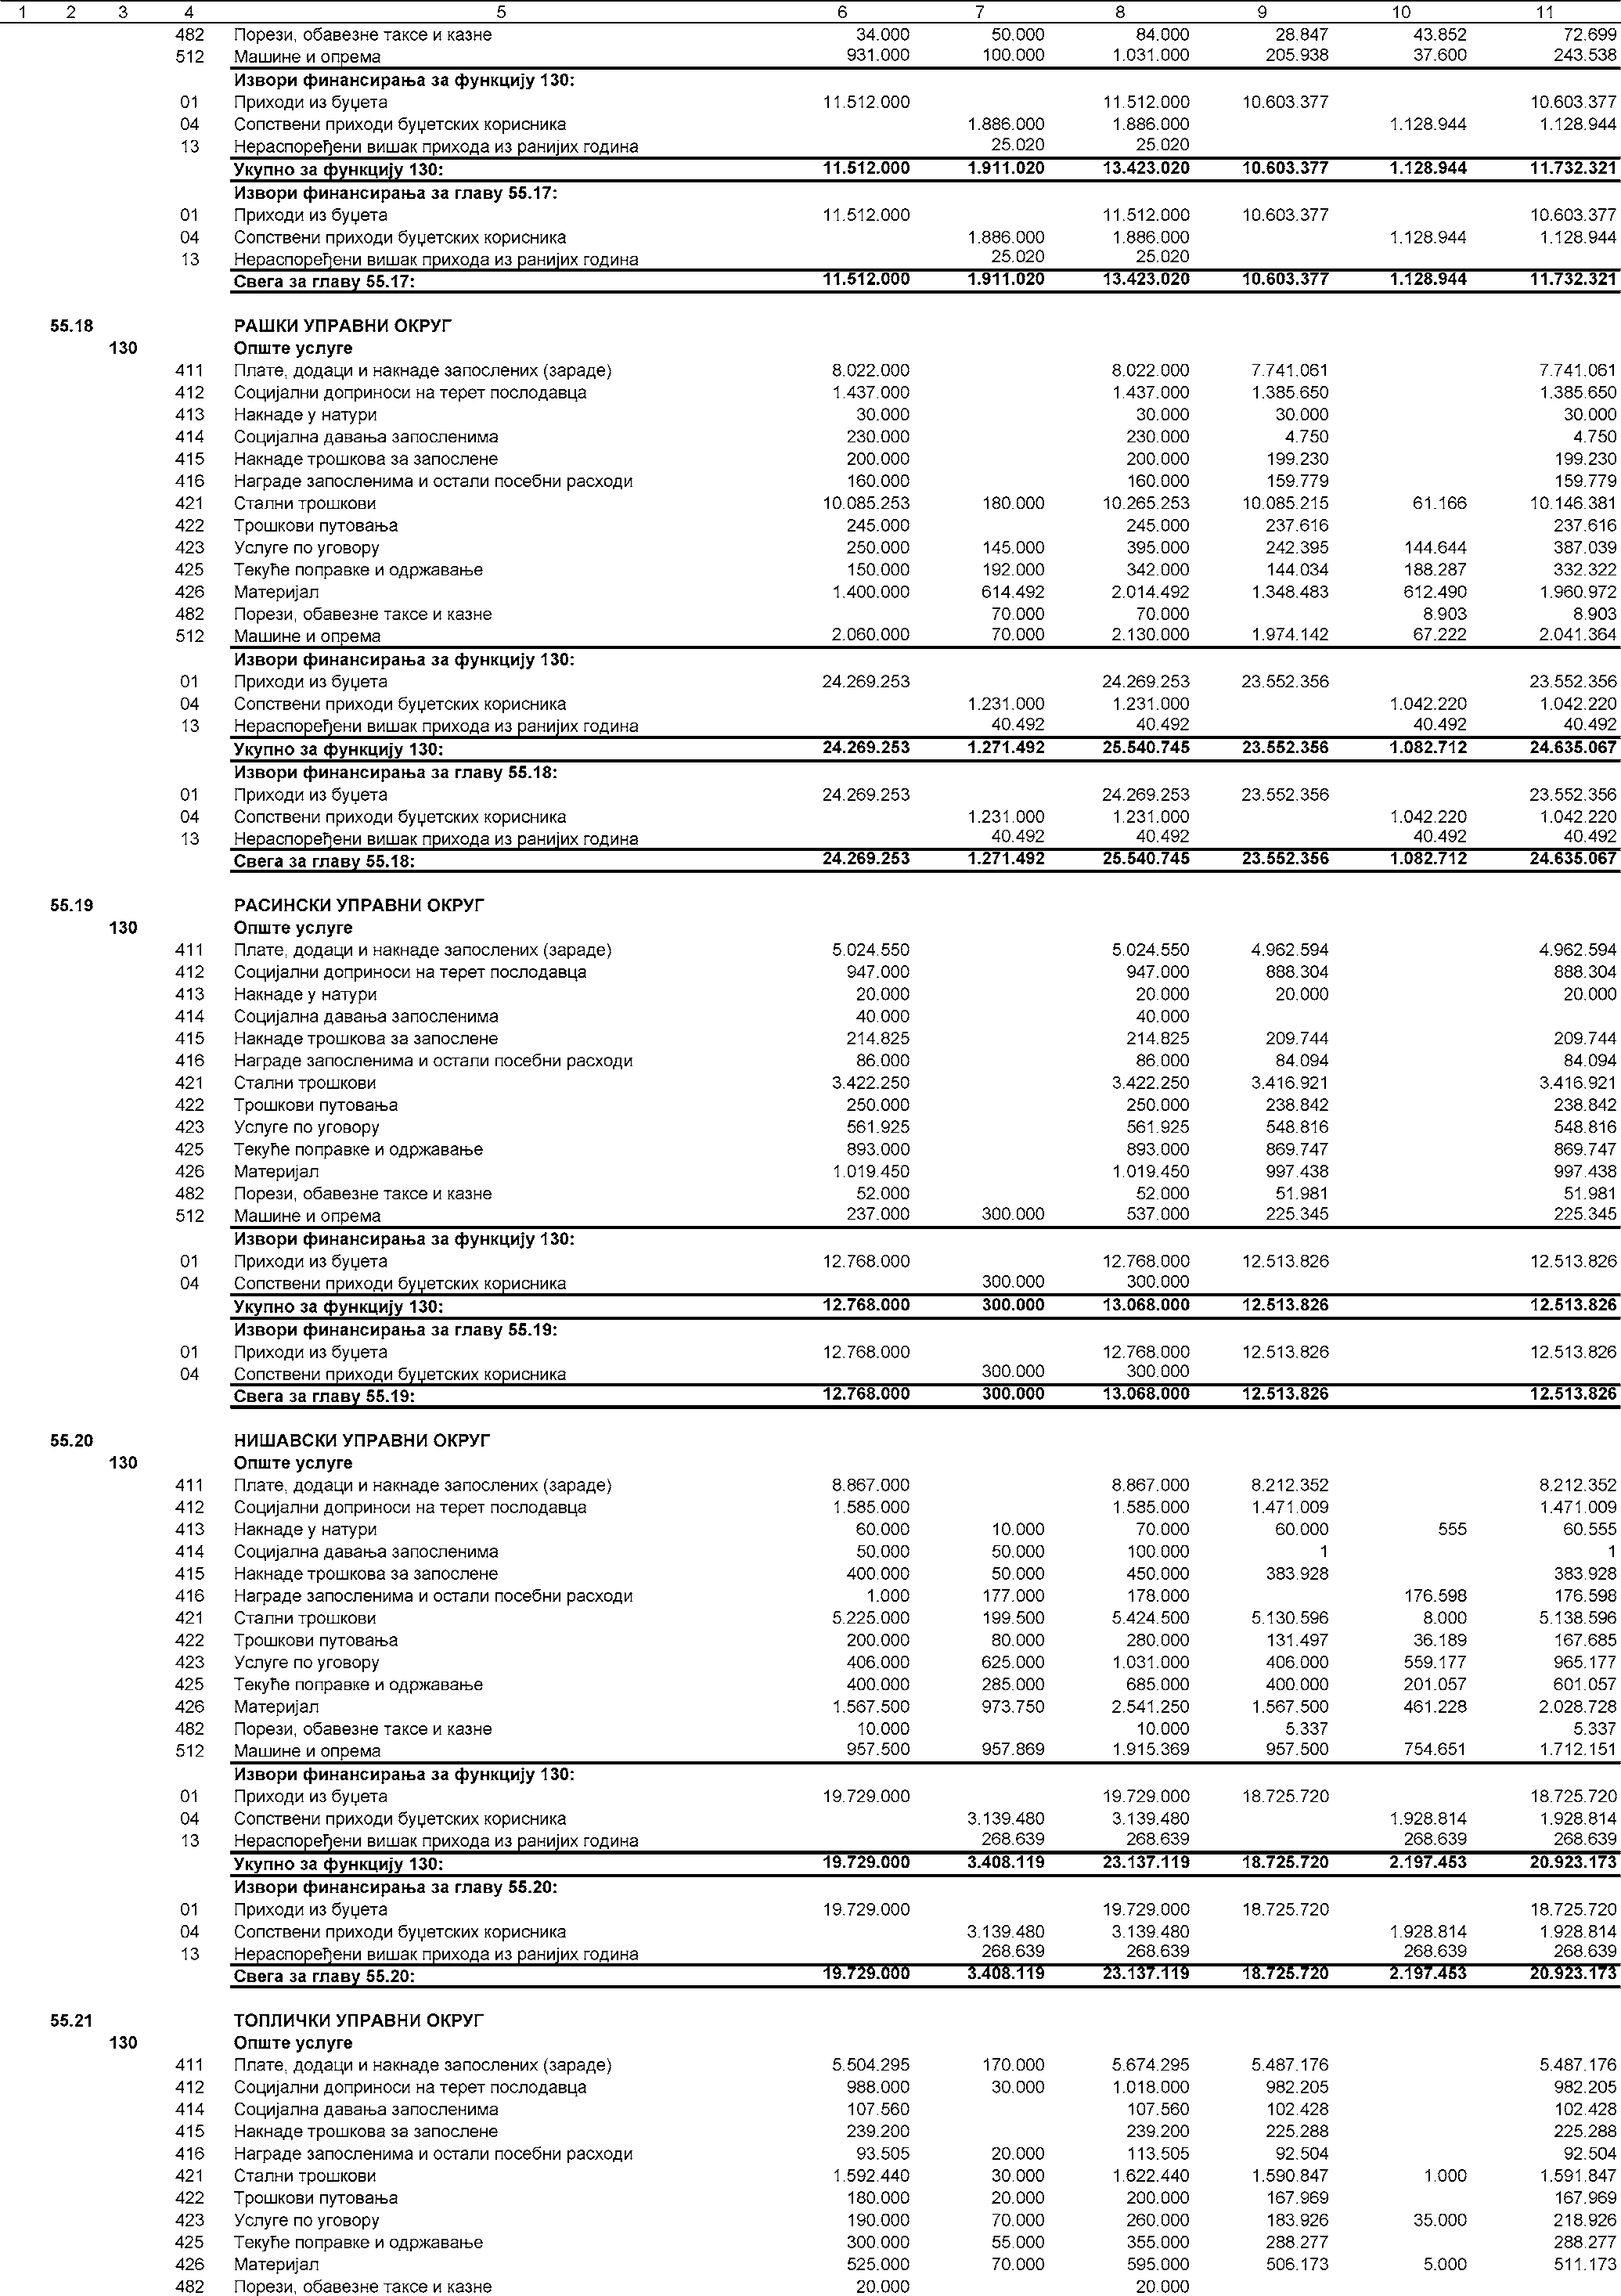 1 2 3 4 5 6 7 8 9 10 11
482 Порези, обавезне таксе и казне 34.000 50.000 84.000 28.847 43.852 72.699
512 Машине и опрема 931.000 100.000 1.031.000 205.938 37.600 243.538
Извори финансирања за функцију 130:
01 Приходи из буџета 11.512.000 11.512.000 10.603.377 10.603.377
04 Сопствени приходи буџетских корисника 1.886.000 1.886.000 1.128.944 1.128.944
13 Нераспоређени вишак прихода из ранијих година 25.020 25.020
Укупно за функцију 130: 11.512.000 1.911.020 13.423.020 10.603.377 1.128.944 11.732.321
Извори финансирања за главу 55.17:
01 Приходи из буџета 11.512.000 11.512.000 10.603.377 10.603.377
04 Сопствени приходи буџетских корисника 1.886.000 1.886.000 1.128.944 1.128.944
13 Нераспоређени вишак прихода из ранијих година 25.020 25.020
Свега за главу 55.17: 11.512.000 1.911.020 13.423.020 10.603.377 1.128.944 11.732.321
55.18 РАШКИ УПРАВНИ ОКРУГ
130 Опште услуге
411 Плате, додаци и накнаде запослених (зараде) 8.022.000 8.022.000 7.741.061 7.741.061
412 Социјални доприноси на терет послодавца 1.437.000 1.437.000 1.385.650 1.385.650
413 Накнаде у натури 30.000 30.000 30.000 30.000
414 Социјална давања запосленима 230.000 230.000 4.750 4.750
415 Накнаде трошкова за запослене 200.000 200.000 199.230 199.230
416 Награде запосленима и остали посебни расходи 160.000 160.000 159.779 159.779
421 Стални трошкови 10.085.253 180.000 10.265.253 10.085.215 61.166 10.146.381
422 Трошкови путовања 245.000 245.000 237.616 237.616
423 Услуге по уговору 250.000 145.000 395.000 242.395 144.644 387.039
425 Текуће поправке и одржавање 150.000 192.000 342.000 144.034 188.287 332.322
426 Материјал 1.400.000 614.492 2.014.492 1.348.483 612.490 1.960.972
482 Порези, обавезне таксе и казне 70.000 70.000 8.903 8.903
512 Машине и опрема 2.060.000 70.000 2.130.000 1.974.142 67.222 2.041.364
Извори финансирања за функцију 130:
01 Приходи из буџета 24.269.253 24.269.253 23.552.356 23.552.356
04 Сопствени приходи буџетских корисника 1.231.000 1.231.000 1.042.220 1.042.220
13 Нераспоређени вишак прихода из ранијих година 40.492 40.492 40.492 40.492
Укупно за функцију 130: 24.269.253 1.271.492 25.540.745 23.552.356 1.082.712 24.635.067
Извори финансирања за главу 55.18:
01 Приходи из буџета 24.269.253 24.269.253 23.552.356 23.552.356
04 Сопствени приходи буџетских корисника 1.231.000 1.231.000 1.042.220 1.042.220
13 Нераспоређени вишак прихода из ранијих година 40.492 40.492 40.492 40.492
Свега за главу 55.18: 24.269.253 1.271.492 25.540.745 23.552.356 1.082.712 24.635.067
55.19 РАСИНСКИ УПРАВНИ ОКРУГ
130 Опште услуге
411 Плате, додаци и накнаде запослених (зараде) 5.024.550 5.024.550 4.962.594 4.962.594
412 Социјални доприноси на терет послодавца 947.000 947.000 888.304 888.304
413 Накнаде у натури 20.000 20.000 20.000 20.000
414 Социјална давања запосленима 40.000 40.000
415 Накнаде трошкова за запослене 214.825 214.825 209.744 209.744
416 Награде запосленима и остали посебни расходи 86.000 86.000 84.094 84.094
421 Стални трошкови 3.422.250 3.422.250 3.416.921 3.416.921
422 Трошкови путовања 250.000 250.000 238.842 238.842
423 Услуге по уговору 561.925 561.925 548.816 548.816
425 Текуће поправке и одржавање 893.000 893.000 869.747 869.747
426 Материјал 1.019.450 1.019.450 997.438 997.438
482 Порези, обавезне таксе и казне 52.000 52.000 51.981 51.981
512 Машине и опрема 237.000 300.000 537.000 225.345 225.345
Извори финансирања за функцију 130:
01 Приходи из буџета 12.768.000 12.768.000 12.513.826 12.513.826
04 Сопствени приходи буџетских корисника 300.000 300.000
Укупно за функцију 130: 12.768.000 300.000 13.068.000 12.513.826 12.513.826
Извори финансирања за главу 55.19:
01 Приходи из буџета 12.768.000 12.768.000 12.513.826 12.513.826
04 Сопствени приходи буџетских корисника 300.000 300.000
Свега за главу 55.19: 12.768.000 300.000 13.068.000 12.513.826 12.513.826
55.20 НИШАВСКИ УПРАВНИ ОКРУГ
130 Опште услуге
411 Плате, додаци и накнаде запослених (зараде) 8.867.000 8.867.000 8.212.352 8.212.352
412 Социјални доприноси на терет послодавца 1.585.000 1.585.000 1.471.009 1.471.009
413 Накнаде у натури 60.000 10.000 70.000 60.000 555 60.555
414 Социјална давања запосленима 50.000 50.000 100.000 1 1
415 Накнаде трошкова за запослене 400.000 50.000 450.000 383.928 383.928
416 Награде запосленима и остали посебни расходи 1.000 177.000 178.000 176.598 176.598
421 Стални трошкови 5.225.000 199.500 5.424.500 5.130.596 8.000 5.138.596
422 Трошкови путовања 200.000 80.000 280.000 131.497 36.189 167.685
423 Услуге по уговору 406.000 625.000 1.031.000 406.000 559.177 965.177
425 Текуће поправке и одржавање 400.000 285.000 685.000 400.000 201.057 601.057
426 Материјал 1.567.500 973.750 2.541.250 1.567.500 461.228 2.028.728
482 Порези, обавезне таксе и казне 10.000 10.000 5.337 5.337
512 Машине и опрема 957.500 957.869 1.915.369 957.500 754.651 1.712.151
Извори финансирања за функцију 130:
01 Приходи из буџета 19.729.000 19.729.000 18.725.720 18.725.720
04 Сопствени приходи буџетских корисника 3.139.480 3.139.480 1.928.814 1.928.814
13 Нераспоређени вишак прихода из ранијих година 268.639 268.639 268.639 268.639
Укупно за функцију 130: 19.729.000 3.408.119 23.137.119 18.725.720 2.197.453 20.923.173
Извори финансирања за главу 55.20:
01 Приходи из буџета 19.729.000 19.729.000 18.725.720 18.725.720
04 Сопствени приходи буџетских корисника 3.139.480 3.139.480 1.928.814 1.928.814
13 Нераспоређени вишак прихода из ранијих година 268.639 268.639 268.639 268.639
Свега за главу 55.20: 19.729.000 3.408.119 23.137.119 18.725.720 2.197.453 20.923.173
55.21 ТОПЛИЧКИ УПРАВНИ ОКРУГ
130 Опште услуге
411 Плате, додаци и накнаде запослених (зараде) 5.504.295 170.000 5.674.295 5.487.176 5.487.176
412 Социјални доприноси на терет послодавца 988.000 30.000 1.018.000 982.205 982.205
414 Социјална давања запосленима 107.560 107.560 102.428 102.428
415 Накнаде трошкова за запослене 239.200 239.200 225.288 225.288
416 Награде запосленима и остали посебни расходи 93.505 20.000 113.505 92.504 92.504
421 Стални трошкови 1.592.440 30.000 1.622.440 1.590.847 1.000 1.591.847
422 Трошкови путовања 180.000 20.000 200.000 167.969 167.969
423 Услуге по уговору 190.000 70.000 260.000 183.926 35.000 218.926
425 Текуће поправке и одржавање 300.000 55.000 355.000 288.277 288.277
426 Материјал 525.000 70.000 595.000 506.173 5.000 511.173
482 Порези, обавезне таксе и казне 20.000 20.000